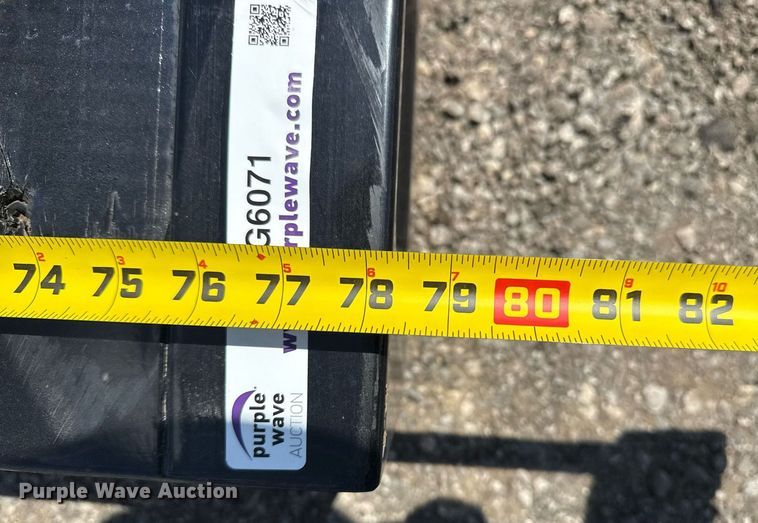 G6071
purplewave.com
2 3 4 5 6 7 9 10
74 75 76 77 78 79 80 81 82
purple
wave
AUCTION
Purple Wave Auction